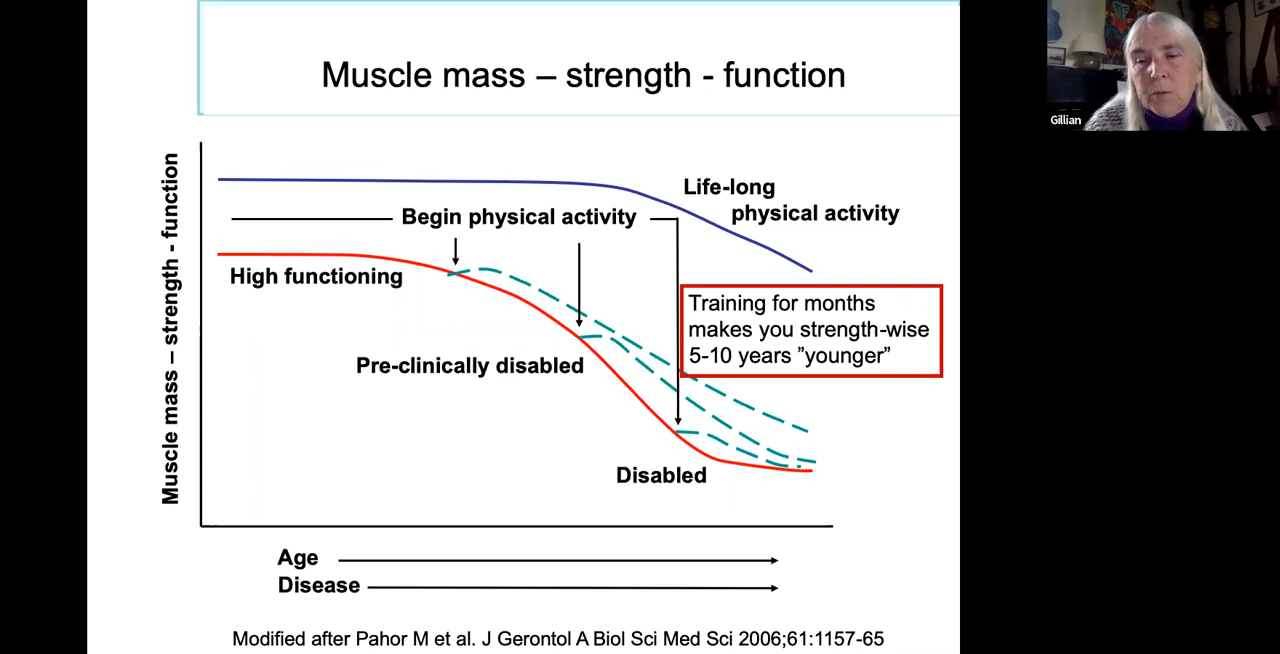 Muscle mass – strength - function
Gillian
Muscle mass – strength - function
Life-long
physical activity
Begin physical activity
High functioning
Training for months
makes you strength-wise
5-10 years ”younger”
Pre-clinically disabled
Disabled
Age
Disease
Modified after Pahor M et al. J Gerontol A Biol Sci Med Sci 2006;61:1157-65